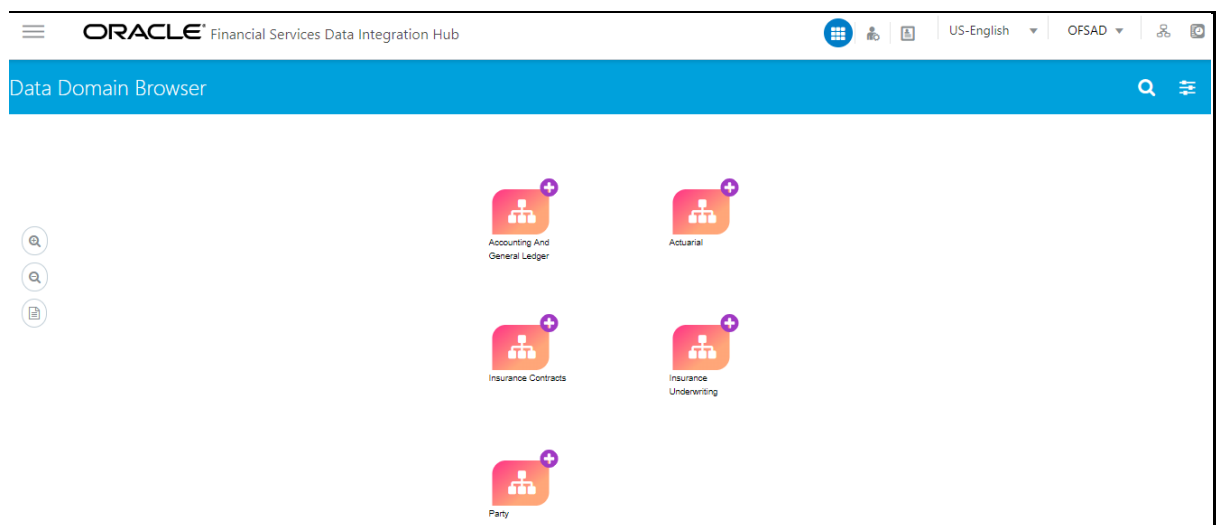 ORACLE® Financial Services Data Integration Hub US-English OFSAD
Data Domain Browser
Accounting And
General Ledger
Actuarial
Insurance Contracts
Insurance
Underwriting
Party